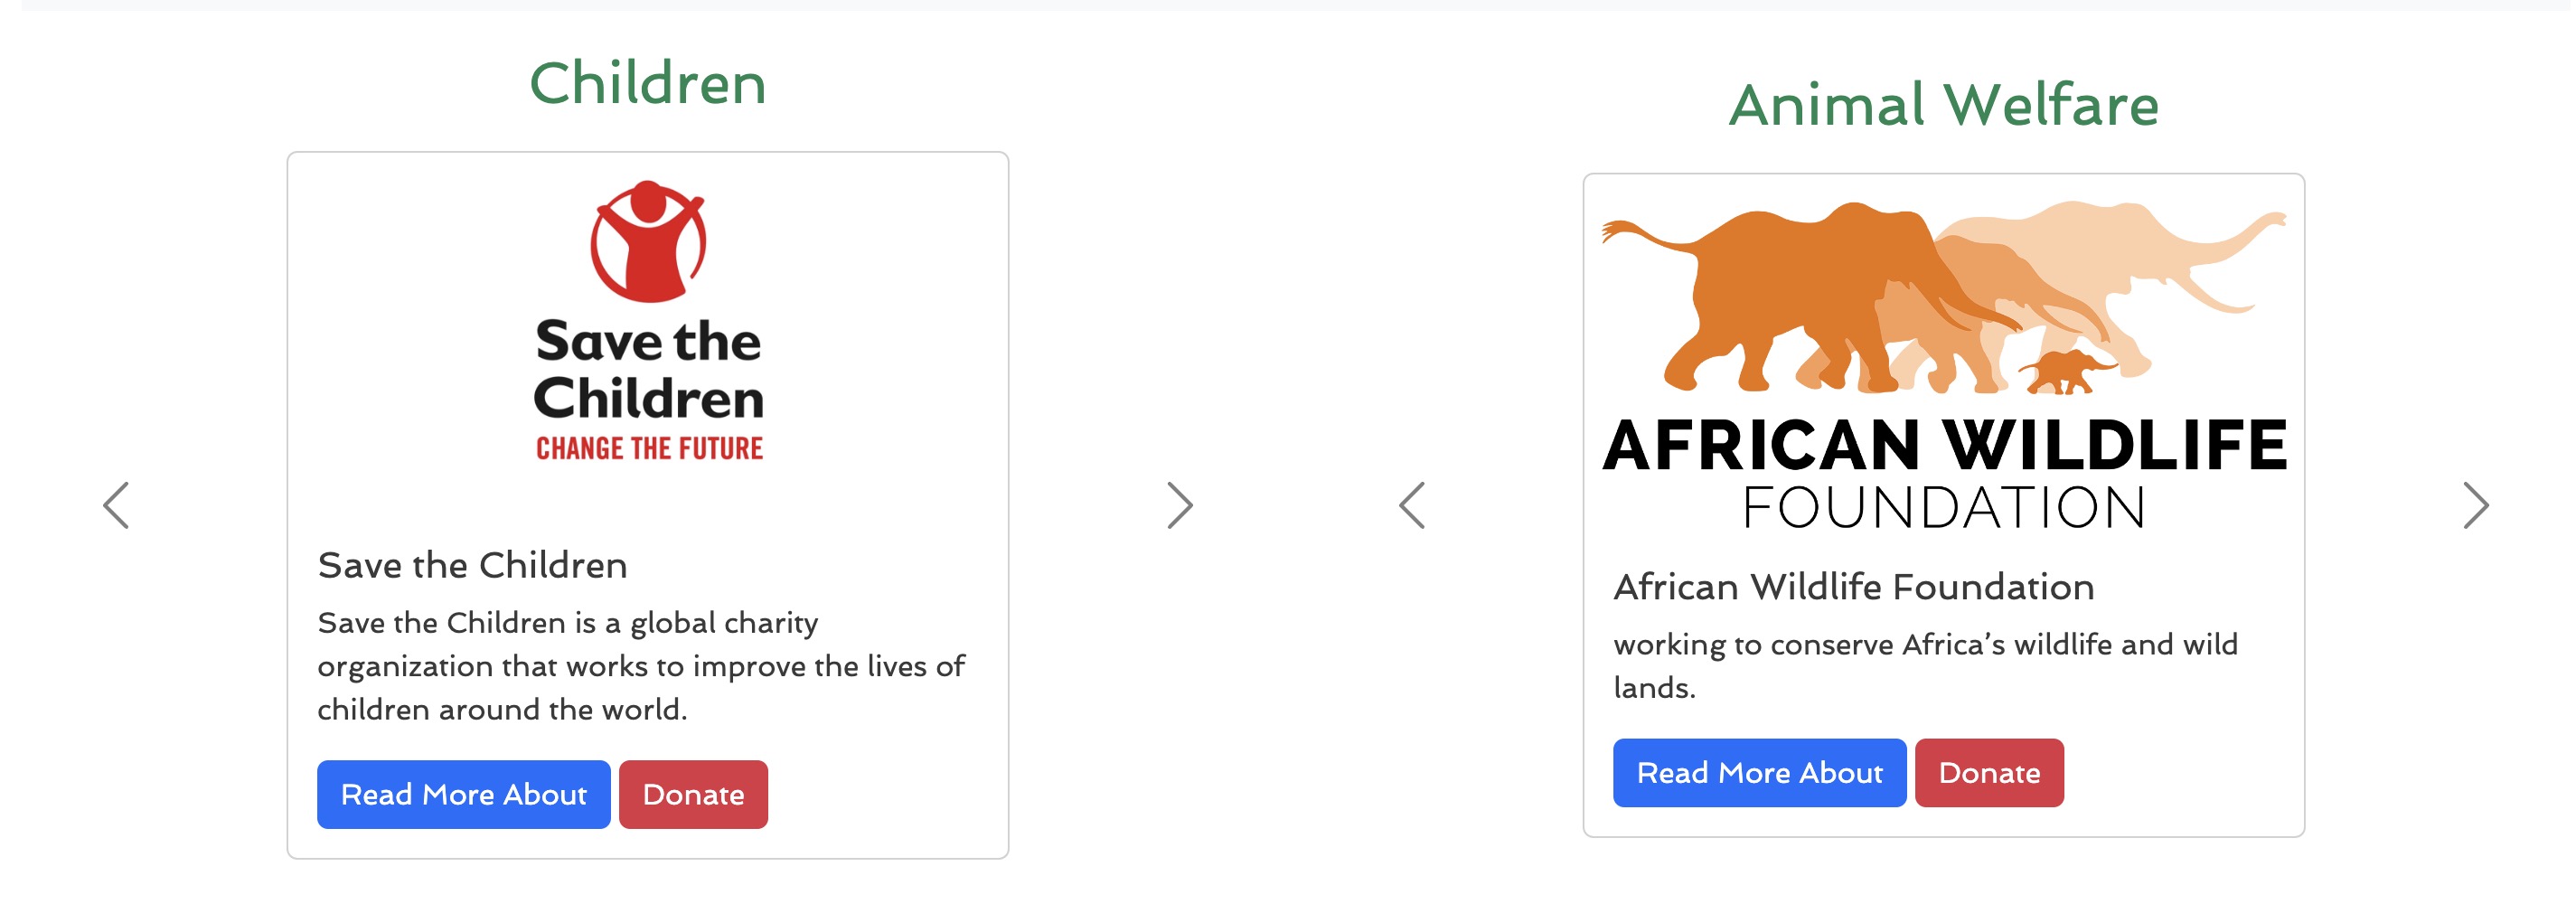 Children
Save the
Children
CHANGE THE FUTURE
Save the Children
Save the Children is a global charity
organization that works to improve the lives of
children around the world.
Read More About
Donate
Animal Welfare
AFRICAN WILDLIFE
FOUNDATION
African Wildlife Foundation
working to conserve Africa’s wildlife and wild
lands.
Read More About
Donate